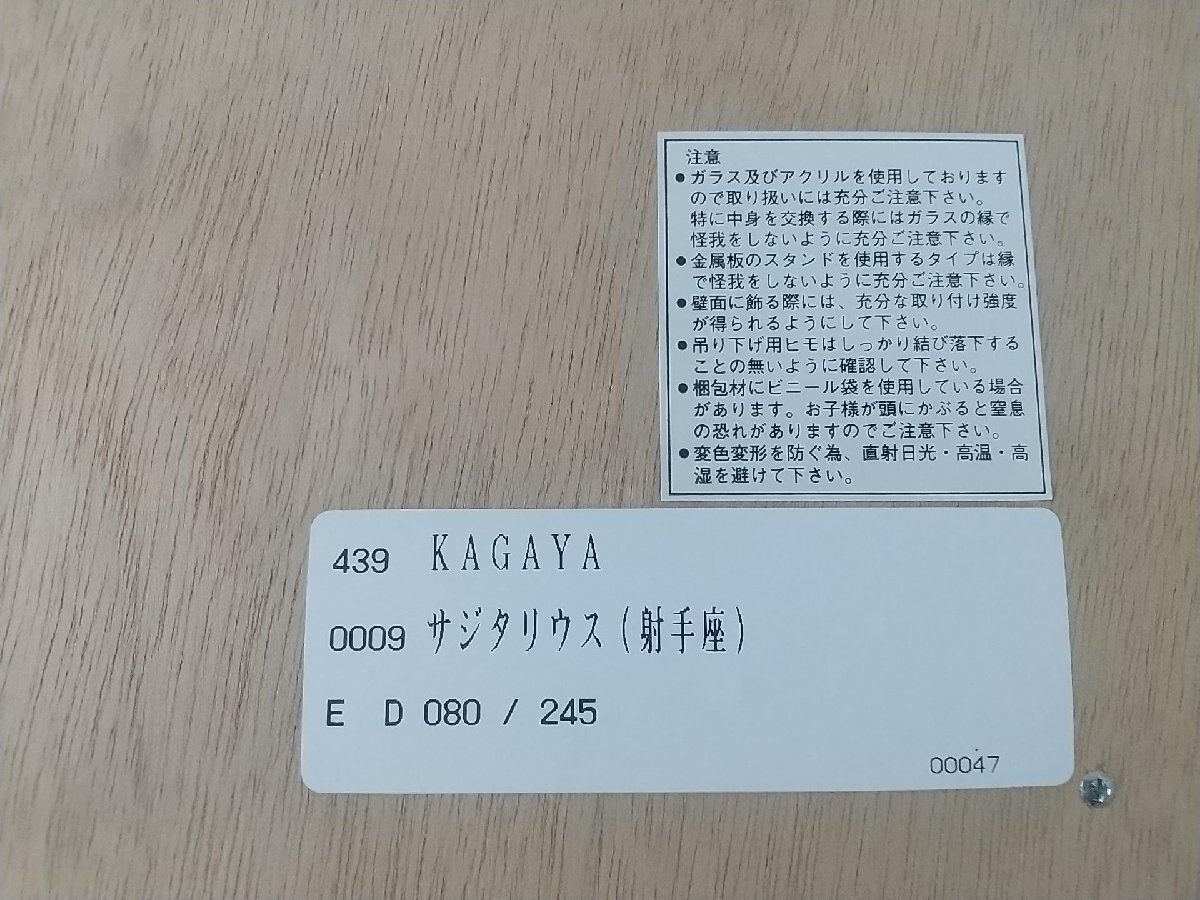 注意
●ガラス及びアクリルを使用しております
ので取り扱いには充分ご注意下さい。
特に中身を交換する際にはガラスの縁で
怪我をしないように充分ご注意下さい。
●金属板のスタンドを使用するタイプは縁
で怪我をしないように充分ご注意下さい。
●壁面に飾る際には、充分な取り付け強度
が得られるようにして下さい。
●吊り下げ用ヒモはしっかり結び落下する
ことの無いように確認して下さい。
●梱包材にビニール袋を使用している場合
があります。お子様が頭にかぶると窒息
の恐れがありますのでご注意下さい。
●変色変形を防ぐ為、直射日光・高温・高
湿を避けて下さい。
439 KAGAYA
0009 サジタリウス(射手座)
E D 080 / 245
00047